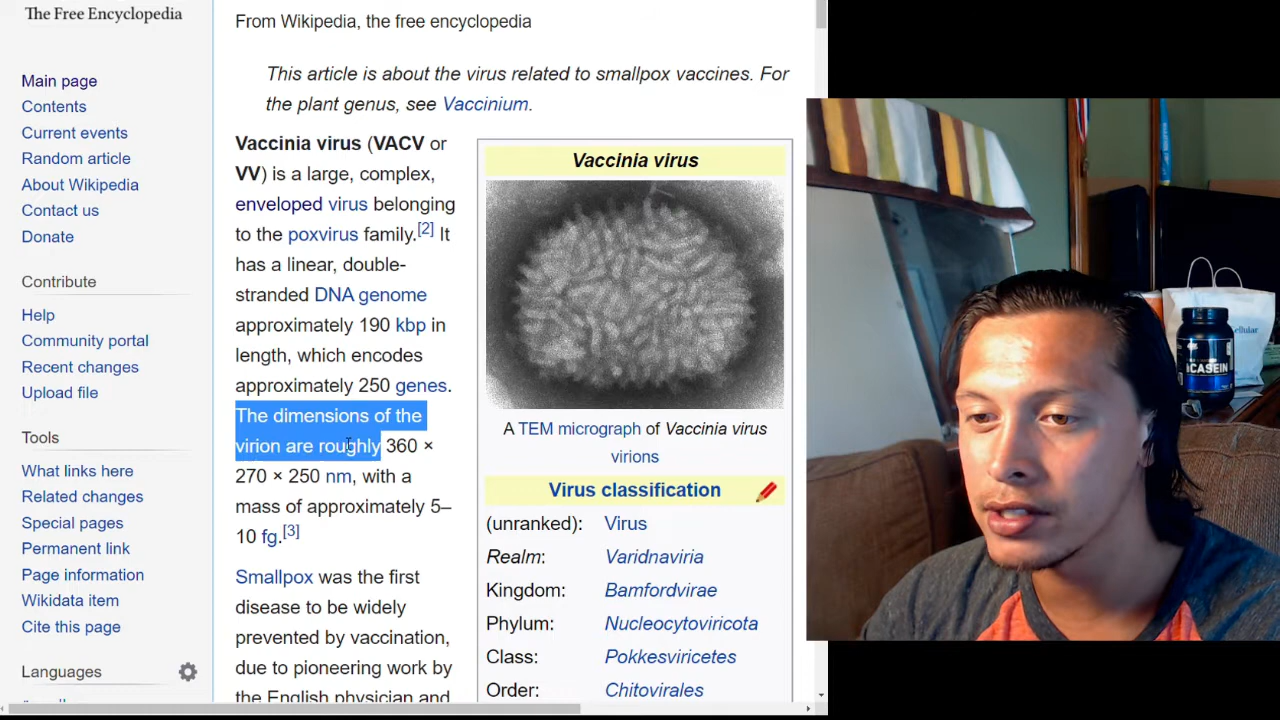 The Free Encyclopedia
Main page
Contents
Current events
Random article
About Wikipedia
Contact us
Donate
Contribute
Help
Community portal
Recent changes
Upload file
Tools
What links here
Related changes
Special pages
Permanent link
Page information
Wikidata item
Cite this page
Languages
From Wikipedia, the free encyclopedia
This article is about the virus related to smallpox vaccines. For
the plant genus, see Vaccinium.
Vaccinia virus (VACV or
VV) is a large, complex,
enveloped virus belonging
to the poxvirus family.[2] It
has a linear, double-
stranded DNA genome
approximately 190 kbp in
length, which encodes
approximately 250 genes.
The dimensions of the
virion are roughly 360 ×
270 × 250 nm, with a
mass of approximately 5–
10 fg.[3]
Smallpox was the first
disease to be widely
prevented by vaccination,
due to pioneering work by
the English physician and
Vaccinia virus
A TEM micrograph of Vaccinia virus
virions
Virus classification
(unranked): Virus
Realm: Varidnaviria
Kingdom: Bamfordvirae
Phylum: Nucleocytoviricota
Class: Pokkesviricetes
Order: Chitovirales
Cellular
CASEIN